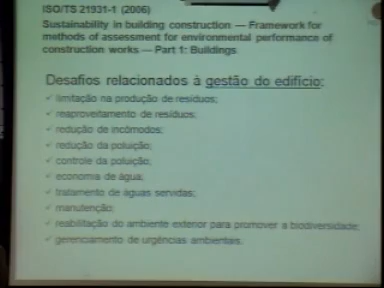 ISO/TS 21931-1 (2006)
Sustainability in building construction — Framework for
methods of assessment for environmental performance of
construction works — Part 1: Buildings
Desafios relacionados à gestão do edifício:
✓ limitação na produção de resíduos;
✓ reaproveitamento de resíduos;
✓ redução de incômodos;
✓ redução da poluição;
✓ controle da poluição;
✓ economia de água;
✓ tratamento de águas servidas;
✓ manutenção;
✓ reabilitação do ambiente exterior para promover a biodiversidade;
✓ gerenciamento de urgências ambientais.